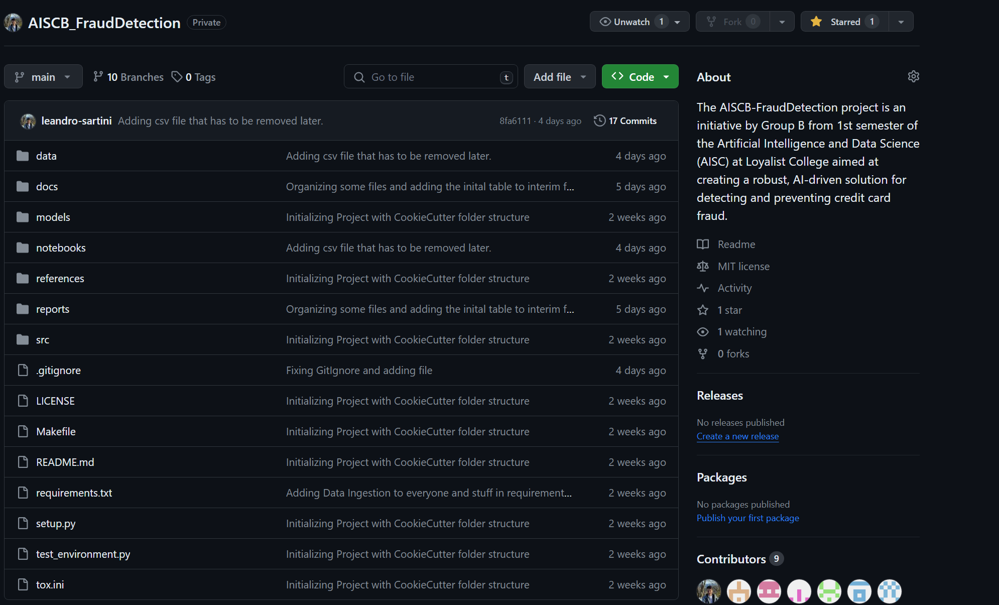 AISCB_FraudDetection Private
Unwatch 1
Fork 0
Starred 1
main
10 Branches
0 Tags
Go to file t
Add file
Code
leandro-sartini Adding csv file that has to be removed later. 8fa6111 · 4 days ago 17 Commits
data Adding csv file that has to be removed later. 4 days ago
docs Organizing some files and adding the inital table to interim f... 5 days ago
models Initializing Project with CookieCutter folder structure 2 weeks ago
notebooks Adding csv file that has to be removed later. 4 days ago
references Initializing Project with CookieCutter folder structure 2 weeks ago
reports Organizing some files and adding the inital table to interim f... 5 days ago
src Initializing Project with CookieCutter folder structure 2 weeks ago
.gitignore Fixing GitIgnore and adding file 4 days ago
LICENSE Initializing Project with CookieCutter folder structure 2 weeks ago
Makefile Initializing Project with CookieCutter folder structure 2 weeks ago
README.md Initializing Project with CookieCutter folder structure 2 weeks ago
requirements.txt Adding Data Ingestion to everyone and stuff in requirement... 2 weeks ago
setup.py Initializing Project with CookieCutter folder structure 2 weeks ago
test_environment.py Initializing Project with CookieCutter folder structure 2 weeks ago
tox.ini Initializing Project with CookieCutter folder structure 2 weeks ago
About
The AISCB-FraudDetection project is an
initiative by Group B from 1st semester of
the Artificial Intelligence and Data Science
(AISC) at Loyalist College aimed at
creating a robust, AI-driven solution for
detecting and preventing credit card
fraud.
Readme
MIT license
Activity
1 star
1 watching
0 forks
Releases
No releases published
Create a new release
Packages
No packages published
Publish your first package
Contributors 9